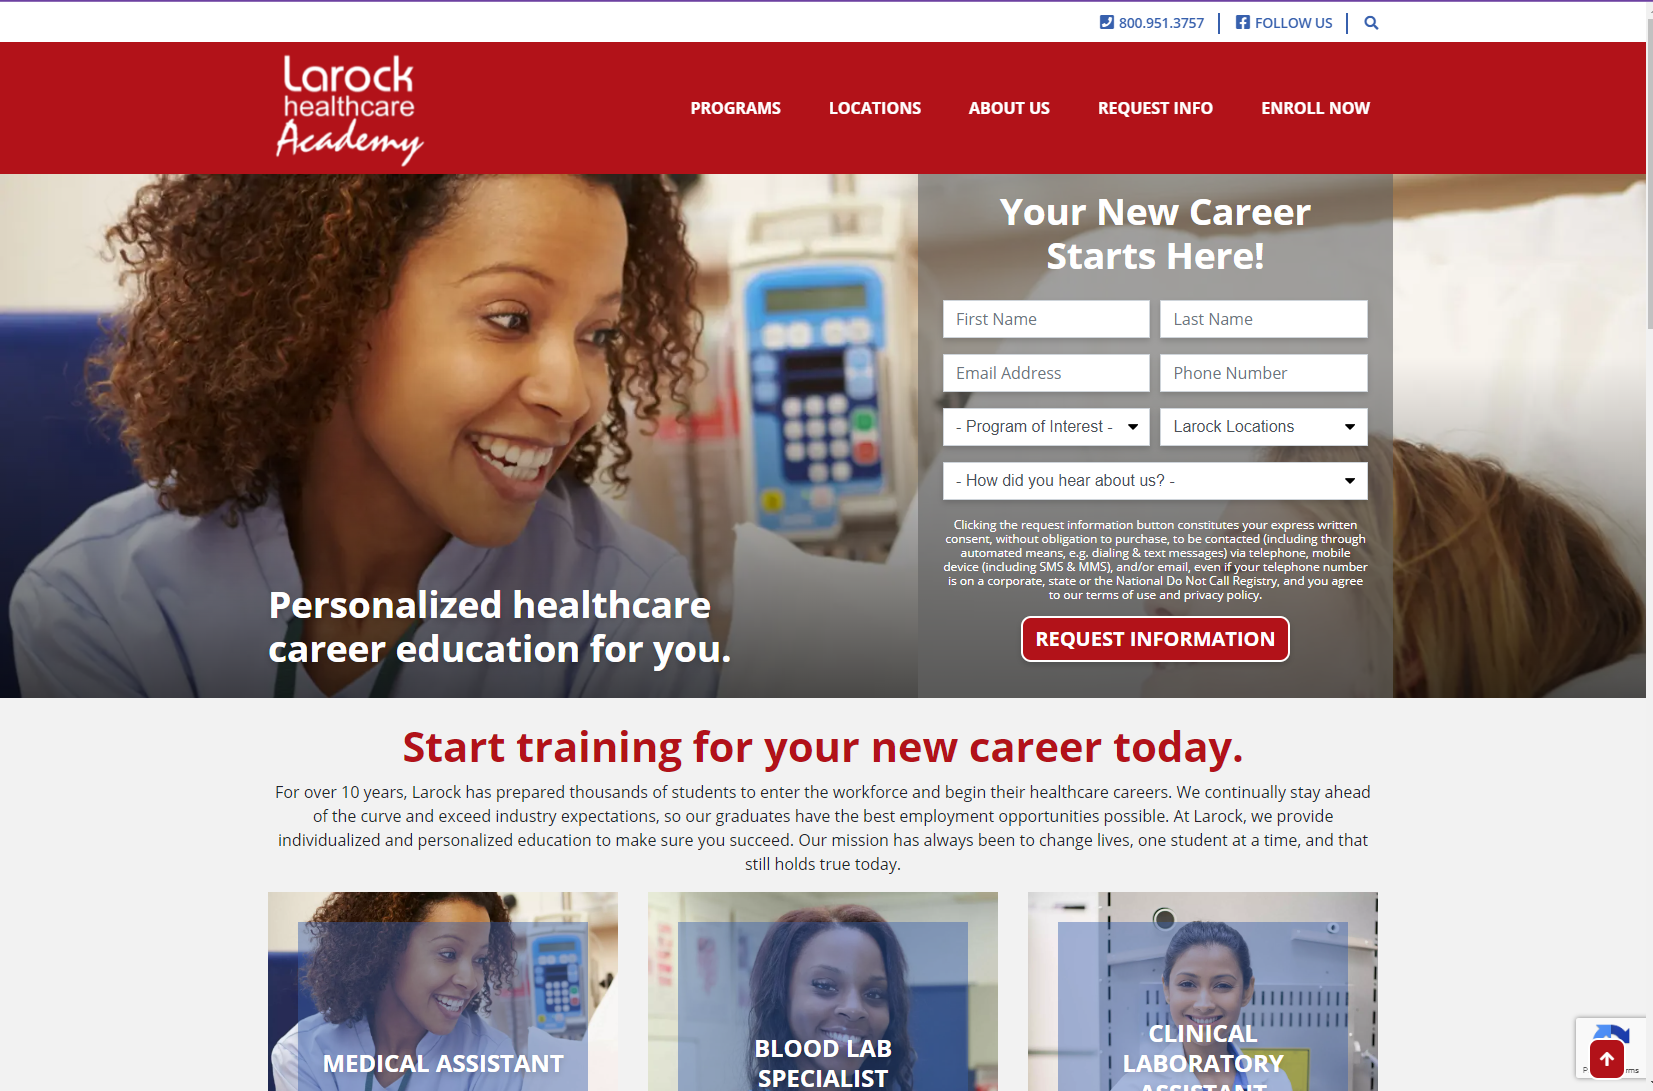 800.951.3757
FOLLOW US
Larock
healthcare
Academy
PROGRAMS
LOCATIONS
ABOUT US
REQUEST INFO
ENROLL NOW
Your New Career
Starts Here!
First Name
Last Name
Email Address
Phone Number
- Program of Interest -
Larock Locations
- How did you hear about us? -
Clicking the request information button constitutes your express written
consent, without obligation to purchase, to be contacted (including through
automated means, e.g. dialing & text messages) via telephone, mobile
device (including SMS & MMS), and/or email, even if your telephone number
is on a corporate, state or the National Do Not Call Registry, and you agree
to our terms of use and privacy policy.
REQUEST INFORMATION
Personalized healthcare
career education for you.
Start training for your new career today.
For over 10 years, Larock has prepared thousands of students to enter the workforce and begin their healthcare careers. We continually stay ahead
of the curve and exceed industry expectations, so our graduates have the best employment opportunities possible. At Larock, we provide
individualized and personalized education to make sure you succeed. Our mission has always been to change lives, one student at a time, and that
still holds true today.
MEDICAL ASSISTANT
BLOOD LAB
SPECIALIST
CLINICAL
LABORATORY
ASSISTANT